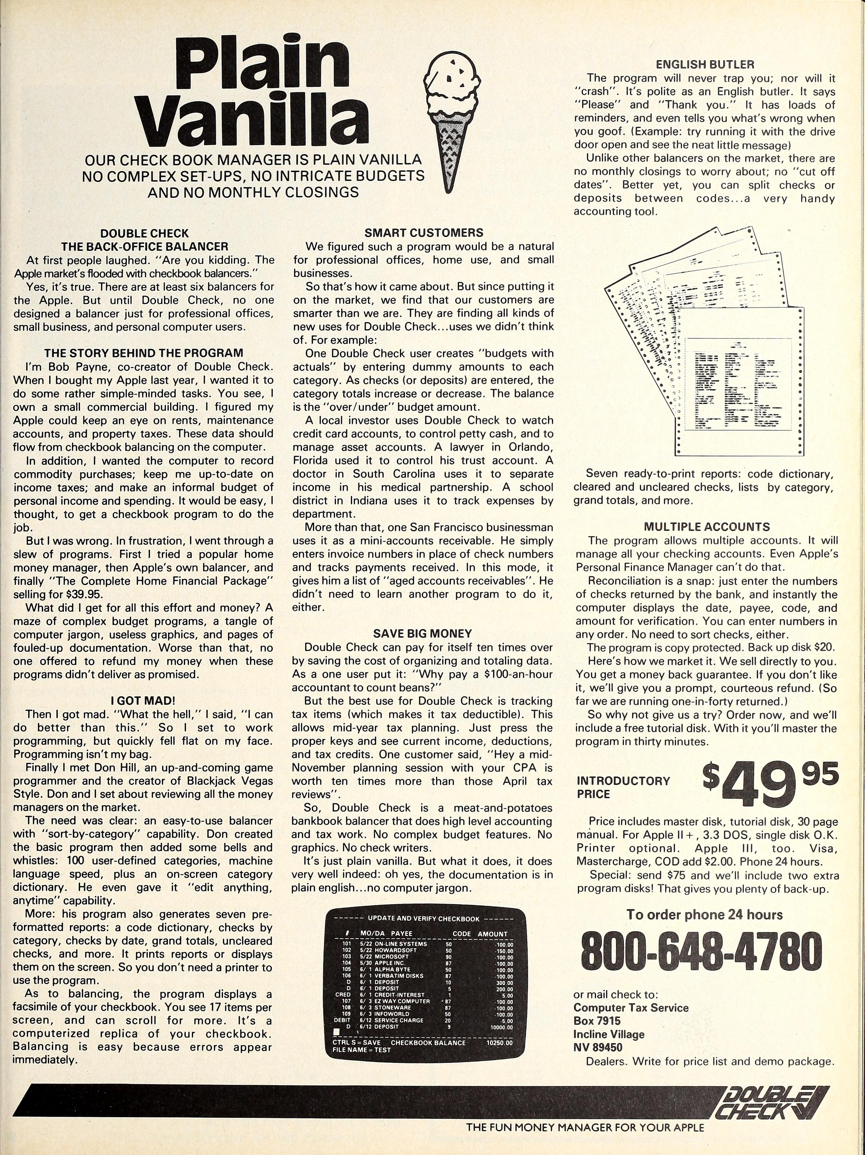 Plain
Vanilla
OUR CHECK BOOK MANAGER IS PLAIN VANILLA
NO COMPLEX SET-UPS, NO INTRICATE BUDGETS
AND NO MONTHLY CLOSINGS
DOUBLE CHECK
THE BACK-OFFICE BALANCER
At first people laughed. "Are you kidding. The
Apple market's flooded with checkbook balancers."
Yes, it's true. There are at least six balancers for
the Apple. But until Double Check, no one
designed a balancer just for professional offices,
small business, and personal computer users.
THE STORY BEHIND THE PROGRAM
I'm Bob Payne, co-creator of Double Check.
When I bought my Apple last year, I wanted it to
do some rather simple-minded tasks. You see, I
own a small commercial building. I figured my
Apple could keep an eye on rents, maintenance
accounts, and property taxes. These data should
flow from checkbook balancing on the computer.
In addition, I wanted the computer to record
commodity purchases; keep me up-to-date on
income taxes; and make an informal budget of
personal income and spending. It would be easy, I
thought, to get a checkbook program to do the
job.
But I was wrong. In frustration, I went through a
slew of programs. First I tried a popular home
money manager, then Apple's own balancer, and
finally "The Complete Home Financial Package"
selling for $39.95.
What did I get for all this effort and money? A
maze of complex budget programs, a tangle of
computer jargon, useless graphics, and pages of
fouled-up documentation. Worse than that, no
one offered to refund my money when these
programs didn't deliver as promised.
I GOT MAD!
Then I got mad. "What the hell," I said, "I can
do better than this." So I set to work
programming, but quickly fell flat on my face.
Programming isn't my bag.
Finally I met Don Hill, an up-and-coming game
programmer and the creator of Blackjack Vegas
Style. Don and I set about reviewing all the money
managers on the market.
The need was clear: an easy-to-use balancer
with "sort-by-category" capability. Don created
the basic program then added some bells and
whistles: 100 user-defined categories, machine
language speed, plus an on-screen category
dictionary. He even gave it "edit anything,
anytime" capability.
More: his program also generates seven pre-
formatted reports: a code dictionary, checks by
category, checks by date, grand totals, uncleared
checks, and more. It prints reports or displays
them on the screen. So you don't need a printer to
use the program.
As to balancing, the program displays a
facsimile of your checkbook. You see 17 items per
screen, and can scroll for more. It's a
computerized replica of your checkbook.
Balancing is easy because errors appear
immediately.
SMART CUSTOMERS
We figured such a program would be a natural
for professional offices, home use, and small
businesses.
So that's how it came about. But since putting it
on the market, we find that our customers are
smarter than we are. They are finding all kinds of
new uses for Double Check...uses we didn't think
of. For example:
One Double Check user creates "budgets with
actuals" by entering dummy amounts to each
category. As checks (or deposits) are entered, the
category totals increase or decrease. The balance
is the "over/under" budget amount.
A local investor uses Double Check to watch
credit card accounts, to control petty cash, and to
manage asset accounts. A lawyer in Orlando,
Florida used it to control his trust account. A
doctor in South Carolina uses it to separate
income in his medical partnership. A school
district in Indiana uses it to track expenses by
department.
More than that, one San Francisco businessman
uses it as a mini-accounts receivable. He simply
enters invoice numbers in place of check numbers
and tracks payments received. In this mode, it
gives him a list of "aged accounts receivables". He
didn't need to learn another program to do it,
either.
SAVE BIG MONEY
Double Check can pay for itself ten times over
by saving the cost of organizing and totaling data.
As a one user put it: "Why pay a $100-an-hour
accountant to count beans?"
But the best use for Double Check is tracking
tax items (which makes it tax deductible). This
allows mid-year tax planning. Just press the
proper keys and see current income, deductions,
and tax credits. One customer said, "Hey a mid-
November planning session with your CPA is
worth ten times more than those April tax
reviews".
So, Double Check is a meat-and-potatoes
bankbook balancer that does high level accounting
and tax work. No complex budget features. No
graphics. No check writers.
It's just plain vanilla. But what it does, it does
very well indeed: oh yes, the documentation is in
plain english...no computer jargon.
------ UPDATE AND VERIFY CHECKBOOK ------
# MO/DA PAYEE CODE AMOUNT
101 5/22 ON-LINE SYSTEMS 50 -100.00
102 5/22 HOWARDSOFT 50 -150.00
103 5/22 MICROSOFT 90 -100.00
104 5/30 APPLE INC. 87 -100.00
105 6/ 1 ALPHA BYTE 50 -100.00
106 6/ 1 VERBATIM DISKS 87 -100.00
D 6/ 1 DEPOSIT 10 300.00
D 6/ 1 DEPOSIT 5 200.00
CRED 6/ 1 CREDIT-INTEREST 1 5.00
107 6/ 3 EZ WAY COMPUTER 87 -100.00
108 6/ 3 STONEWARE 87 -100.00
109 6/ 3 INFOWORLD 50 -100.00
DEBIT 6/12 SERVICE CHARGE 20 -5.00
D 6/12 DEPOSIT 9 10000.00
CTRL S = SAVE CHECKBOOK BALANCE 10250.00
FILE NAME = TEST
ENGLISH BUTLER
The program will never trap you; nor will it
"crash". It's polite as an English butler. It says
"Please" and "Thank you." It has loads of
reminders, and even tells you what's wrong when
you goof. (Example: try running it with the drive
door open and see the neat little message)
Unlike other balancers on the market, there are
no monthly closings to worry about; no "cut off
dates". Better yet, you can split checks or
deposits between codes...a very handy
accounting tool.
Seven ready-to-print reports: code dictionary,
cleared and uncleared checks, lists by category,
grand totals, and more.
MULTIPLE ACCOUNTS
The program allows multiple accounts. It will
manage all your checking accounts. Even Apple's
Personal Finance Manager can't do that.
Reconciliation is a snap: just enter the numbers
of checks returned by the bank, and instantly the
computer displays the date, payee, code, and
amount for verification. You can enter numbers in
any order. No need to sort checks, either.
The program is copy protected. Back up disk $20.
Here's how we market it. We sell directly to you.
You get a money back guarantee. If you don't like
it, we'll give you a prompt, courteous refund. (So
far we are running one-in-forty returned.)
So why not give us a try? Order now, and we'll
include a free tutorial disk. With it you'll master the
program in thirty minutes.
INTRODUCTORY
PRICE
$49 95
Price includes master disk, tutorial disk, 30 page
manual. For Apple II+, 3.3 DOS, single disk O.K.
Printer optional. Apple III, too. Visa,
Mastercharge, COD add $2.00. Phone 24 hours.
Special: send $75 and we'll include two extra
program disks! That gives you plenty of back-up.
To order phone 24 hours
800-648-4780
or mail check to:
Computer Tax Service
Box 7915
Incline Village
NV 89450
Dealers. Write for price list and demo package.
DOUBLE
CHECK
THE FUN MONEY MANAGER FOR YOUR APPLE